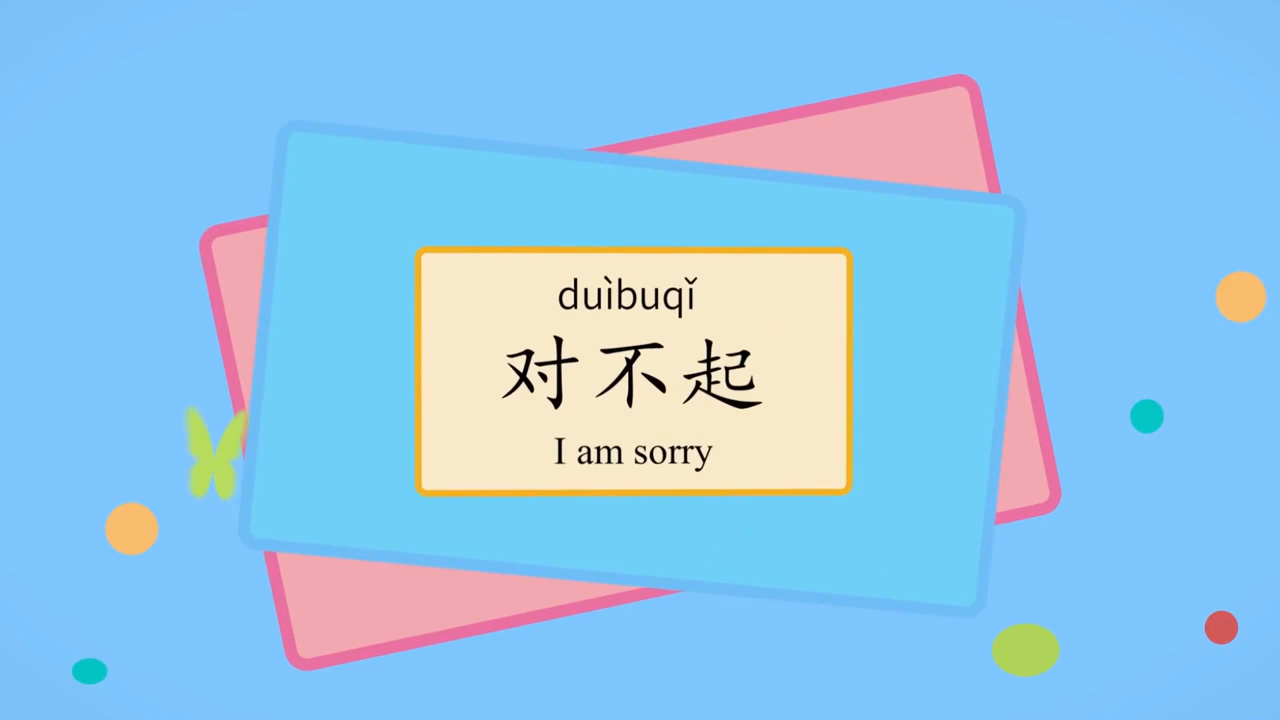 duìbuqǐ
对不起
I am sorry